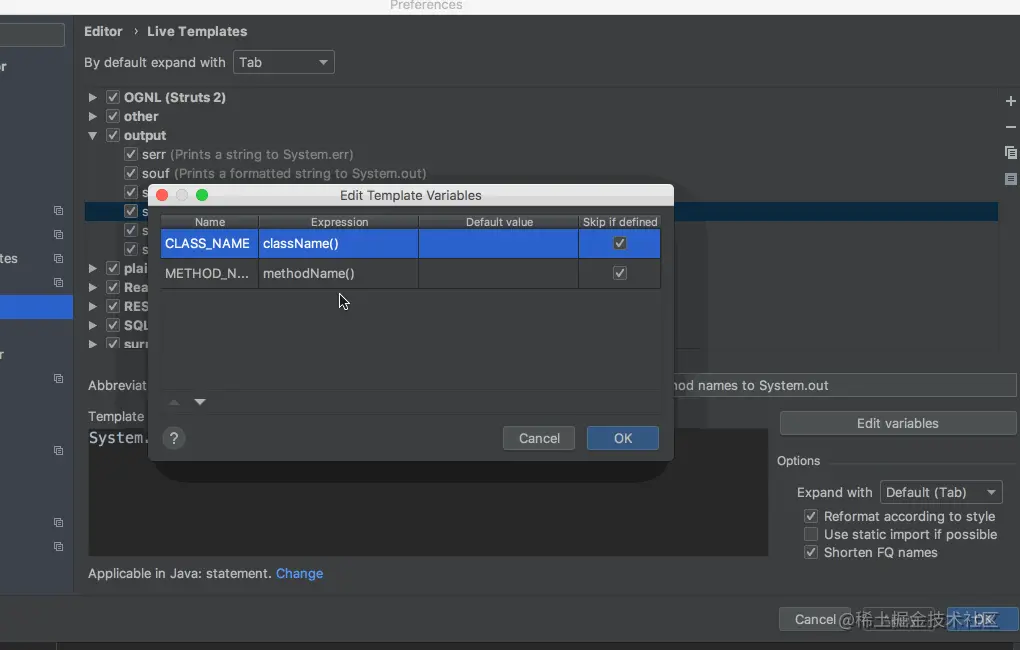 Preferences
Editor › Live Templates
By default expand with Tab
OGNL (Struts 2)
other
output
serr (Prints a string to System.err)
souf (Prints a formatted string to System.out)
Edit Template Variables
Name Expression Default value Skip if defined
CLASS_NAME className()
METHOD_N... methodName()
plai
Rea
RES
SQL
surr
tes
r
r
Abbreviat
nod names to System.out
Template
System.
?
Cancel OK
Edit variables
Options
Expand with Default (Tab)
Reformat according to style
Use static import if possible
Shorten FQ names
Applicable in Java: statement. Change
Cancel
OK
@稀土掘金技术社区